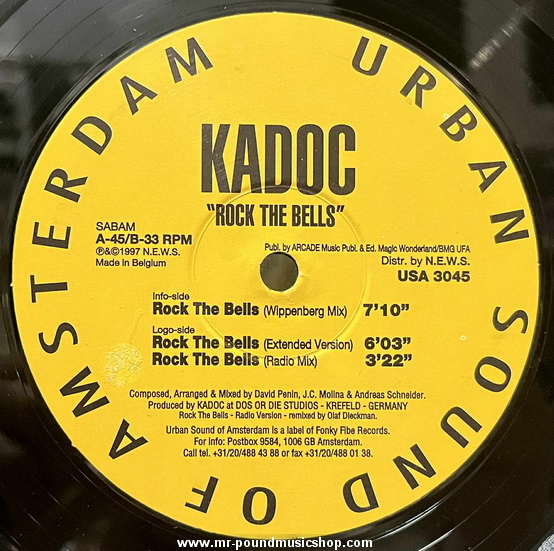 URBAN SOUND OF AMSTERDAM
KADOC
"ROCK THE BELLS"
SABAM
A-45/B-33 RPM
℗&©1997 N.E.W.S.
Made in Belgium
Publ. by ARCADE Music Publ. & Ed. Magic Wonderland/BMG UFA
Distr. by N.E.W.S.
USA 3045
Info-side
Rock The Bells (Wippenberg Mix) 7'10"
Logo-side
Rock The Bells (Extended Version) 6'03"
Rock The Bells (Radio Mix) 3'22"
Composed, Arranged & Mixed by David Penin, J.C. Molina & Andreas Schneider.
Produced by KADOC at DOS OR DIE STUDIOS - KREFELD - GERMANY
Rock The Bells - Radio Version - remixed by Olaf Dieckman.
Urban Sound of Amsterdam is a label of Fonky Fibe Records.
For info: Postbox 9584, 1006 GB Amsterdam.
Call tel. +31/20/488 43 88 or fax +31/20/488 01 38.
www.mr-poundmusicshop.com